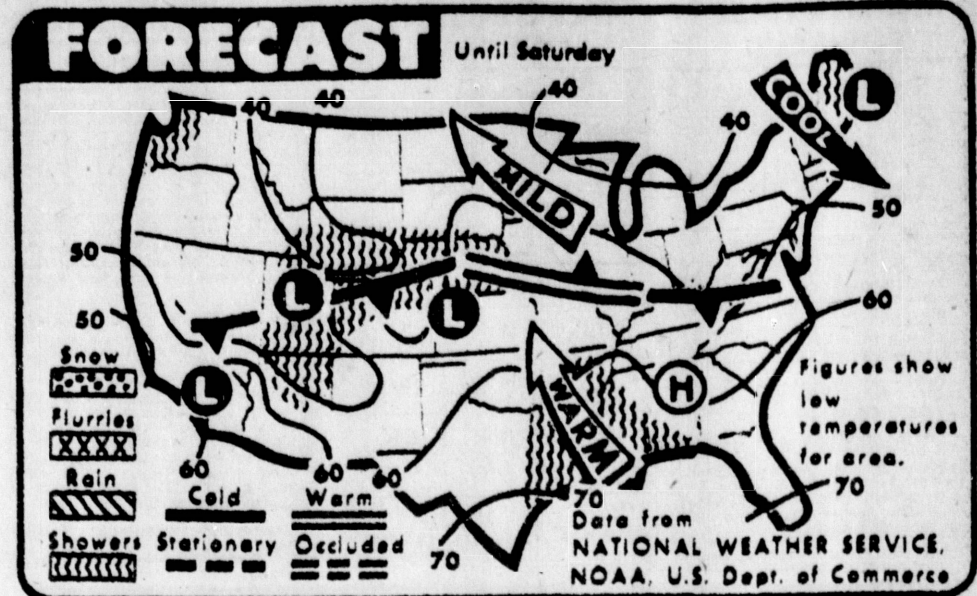 FORECAST
Until Saturday
40
40
40
40
COOL
L
MILD
50
50
50
60
L
L
L
H
WARM
Snow
Flurries
XXXX
Rain
Showers
60
60
60
Cold
Warm
Stationary
Occluded
70
70
70
Figures show
low
temperatures
for area.
Data from
NATIONAL WEATHER SERVICE,
NOAA, U.S. Dept. of Commerce